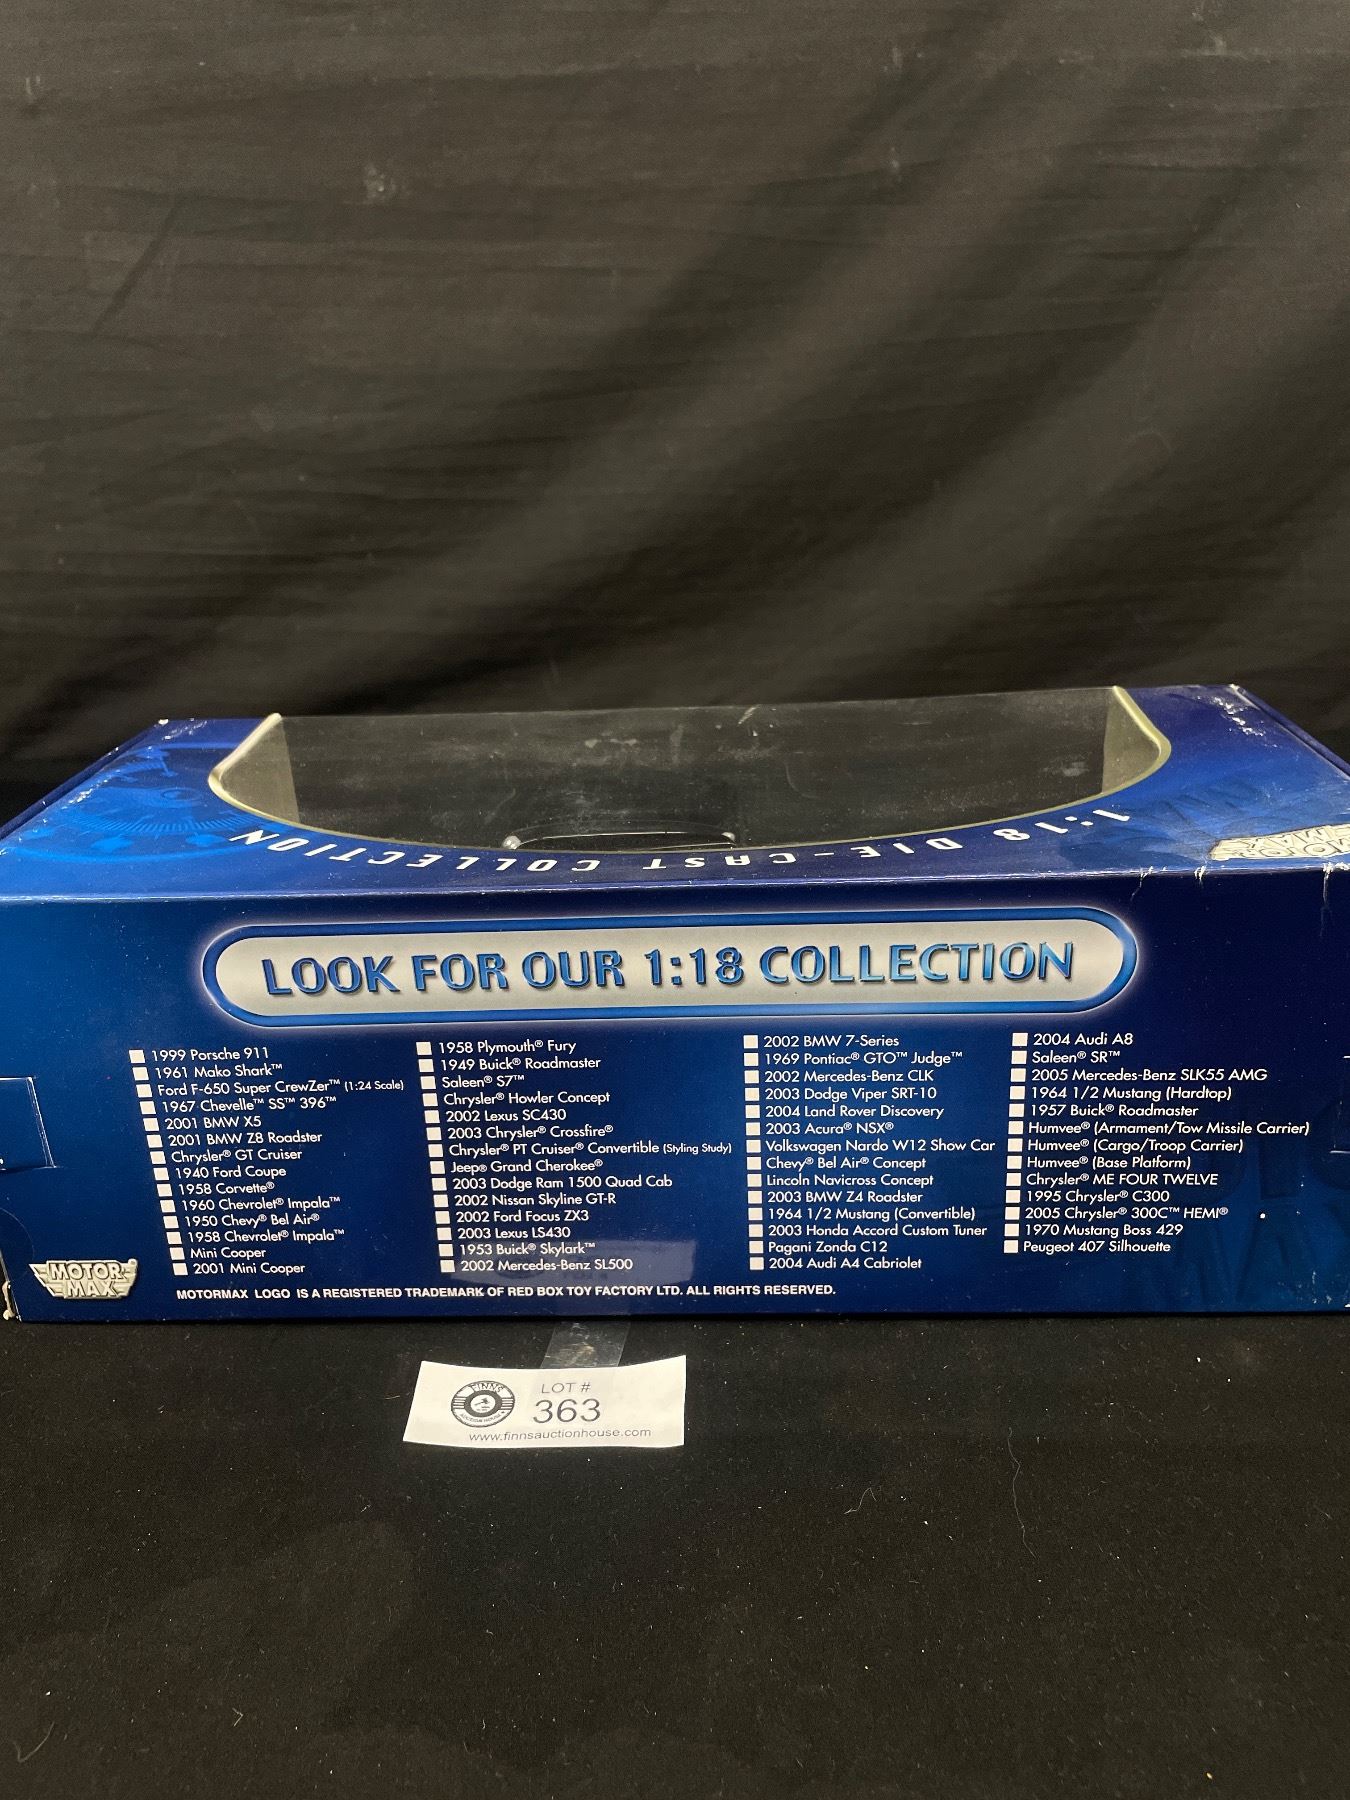 1:18 DIE-CAST COLLECTION
MOTOR MAX
LOOK FOR OUR 1:18 COLLECTION
1999 Porsche 911
1961 Mako Shark™
Ford F-650 Super CrewZer™ (1:24 Scale)
1967 Chevelle™ SS™ 396™
2001 BMW X5
2001 BMW Z8 Roadster
Chrysler® GT Cruiser
1940 Ford Coupe
1958 Corvette®
1960 Chevrolet® Impala™
1950 Chevy® Bel Air®
1958 Chevrolet® Impala™
Mini Cooper
2001 Mini Cooper
1958 Plymouth® Fury
1949 Buick® Roadmaster
Saleen® S7™
Chrysler® Howler Concept
2002 Lexus SC430
2003 Chrysler® Crossfire®
Chrysler® PT Cruiser® Convertible (Styling Study)
Jeep® Grand Cherokee®
2003 Dodge Ram 1500 Quad Cab
2002 Nissan Skyline GT-R
2002 Ford Focus ZX3
2003 Lexus LS430
1953 Buick® Skylark™
2002 Mercedes-Benz SL500
2002 BMW 7-Series
1969 Pontiac® GTO™ Judge™
2002 Mercedes-Benz CLK
2003 Dodge Viper SRT-10
2004 Land Rover Discovery
2003 Acura® NSX®
Volkswagen Nardo W12 Show Car
Chevy® Bel Air® Concept
Lincoln Navicross Concept
2003 BMW Z4 Roadster
1964 1/2 Mustang (Convertible)
2003 Honda Accord Custom Tuner
Pagani Zonda C12
2004 Audi A4 Cabriolet
2004 Audi A8
Saleen® SR™
2005 Mercedes-Benz SLK55 AMG
1964 1/2 Mustang (Hardtop)
1957 Buick® Roadmaster
Humvee® (Armament/Tow Missile Carrier)
Humvee® (Cargo/Troop Carrier)
Humvee® (Base Platform)
Chrysler® ME FOUR TWELVE
1995 Chrysler® C300
2005 Chrysler® 300C™ HEMI®
1970 Mustang Boss 429
Peugeot 407 Silhouette
MOTOR
MAX
MOTORMAX LOGO IS A REGISTERED TRADEMARK OF RED BOX TOY FACTORY LTD. ALL RIGHTS RESERVED.
FINNS
AUCTION HOUSE
LOT #
363
www.finnsauctionhouse.com